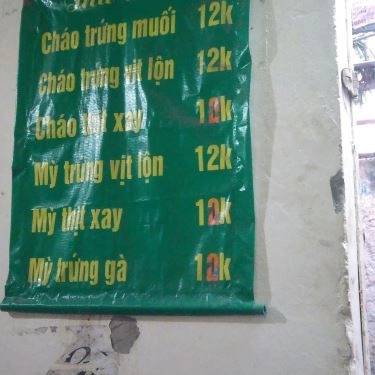 Cháo trứng muối 12k
Cháo trứng vịt lộn 12k
Cháo thịt xay 12k
Mỳ trứng vịt lộn 12k
Mỳ thịt xay 12k
Mỳ trứng gà 12k